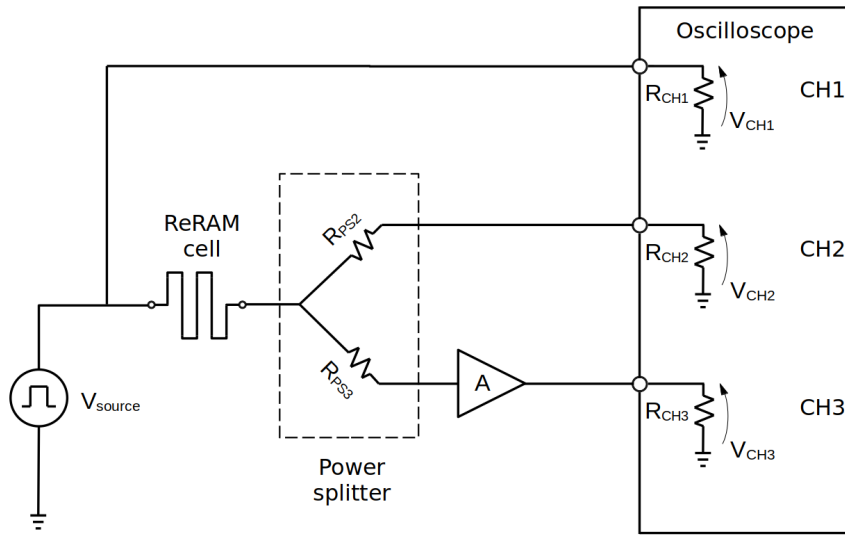 Oscilloscope
RCH1
CH1
VCH1
ReRAM
cell
RPS2
RCH2
CH2
VCH2
RPS3
A
Vsource
RCH3
CH3
VCH3
Power
splitter